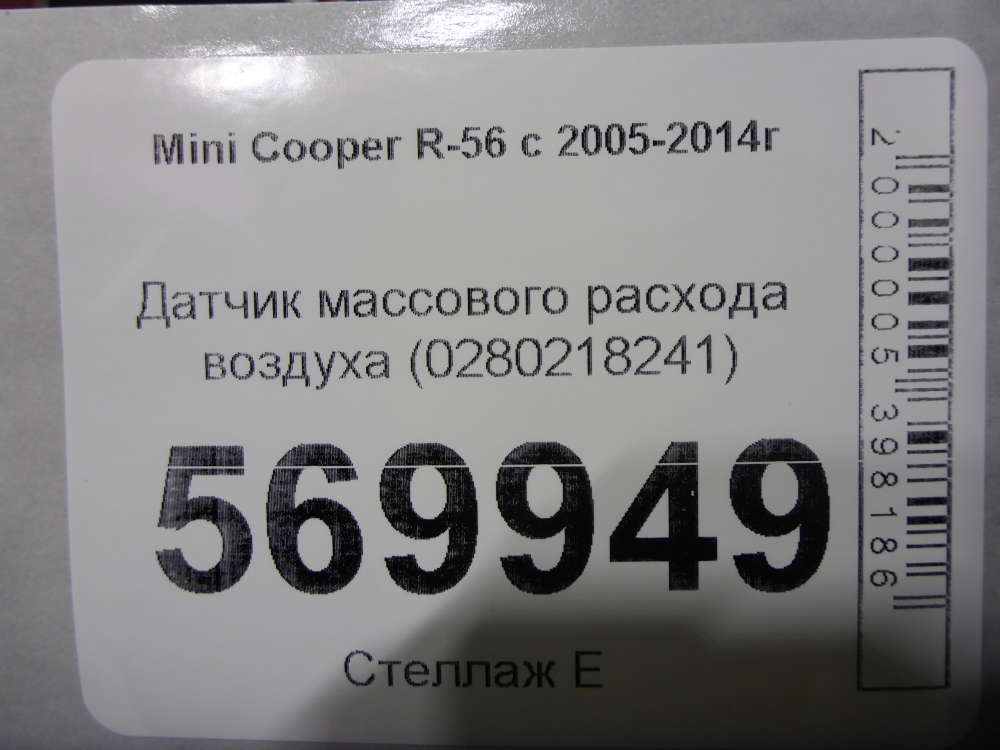 Mini Cooper R-56 с 2005-2014г
Датчик массового расхода
воздуха (0280218241)
569949
Стеллаж Е
2000005398186